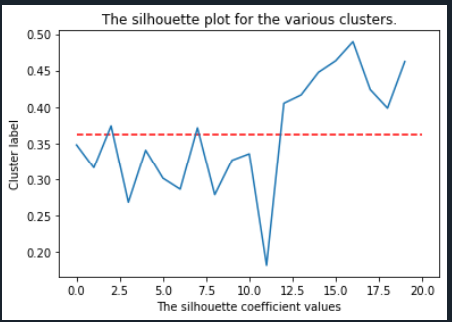 The silhouette plot for the various clusters.
0.50
0.45
0.40
0.35
0.30
0.25
0.20
Cluster label
0.0 2.5 5.0 7.5 10.0 12.5 15.0 17.5 20.0
The silhouette coefficient values